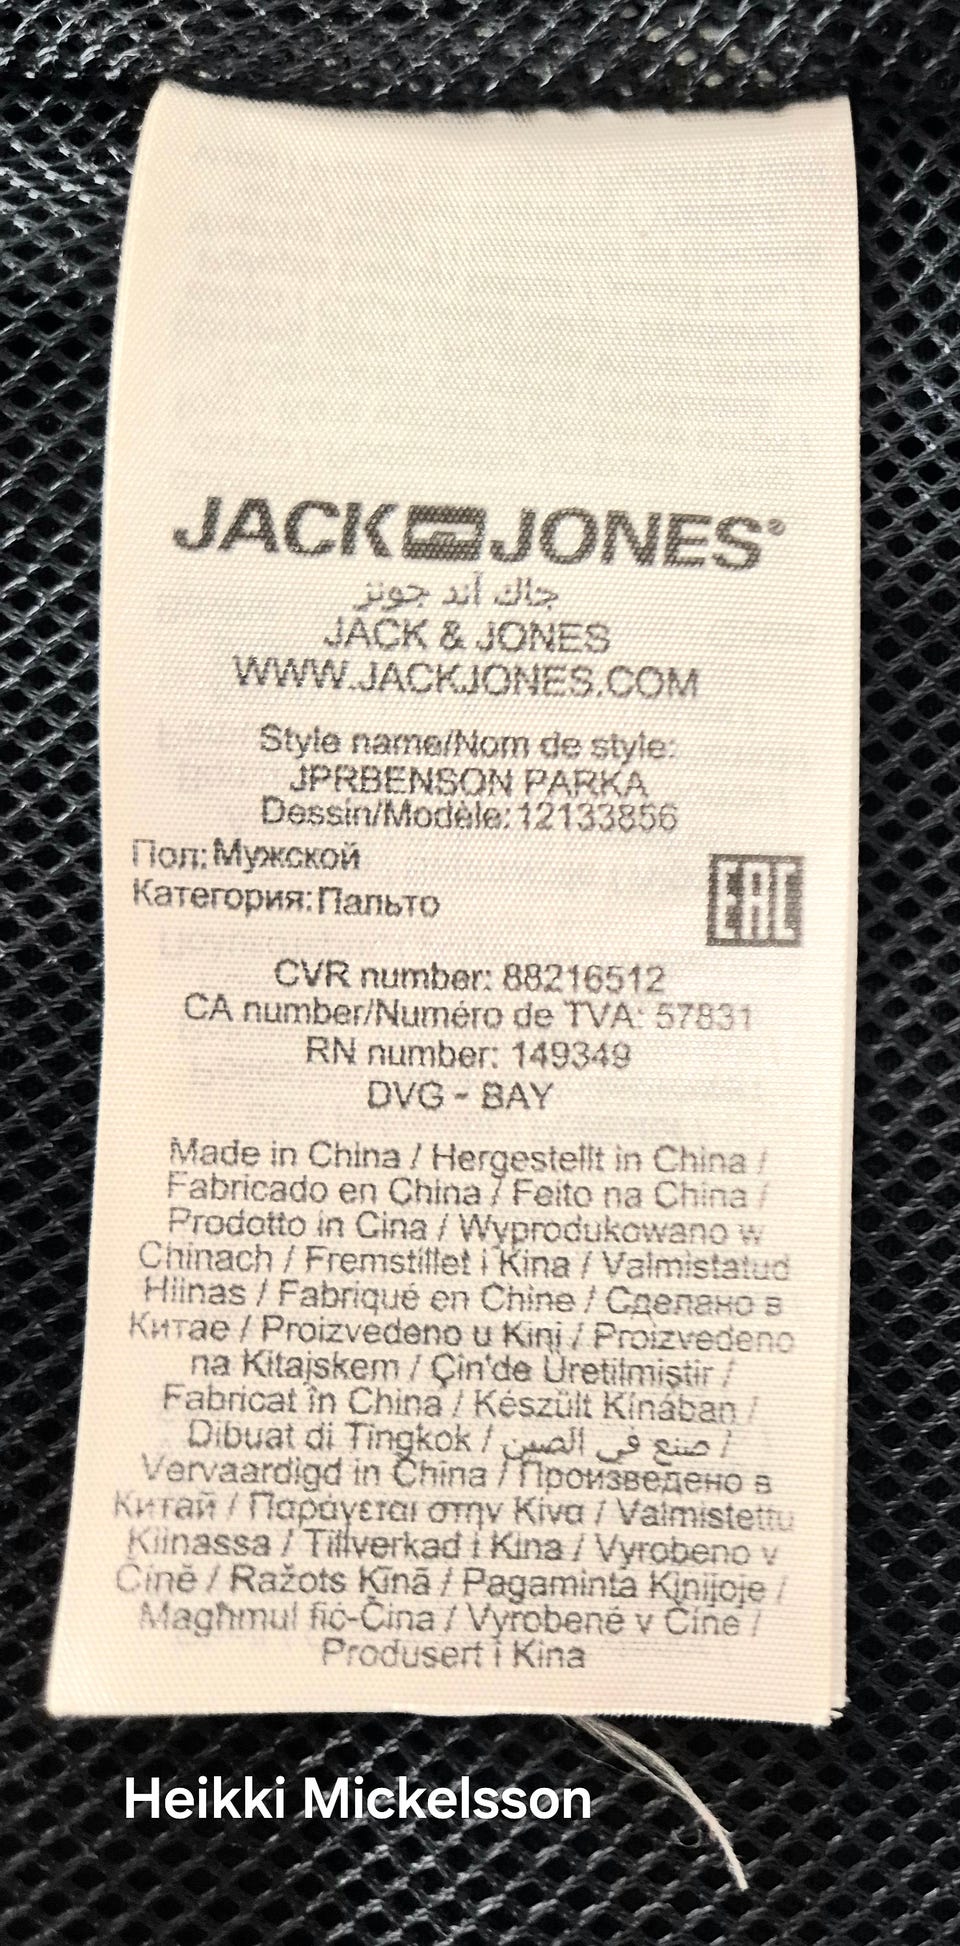 JACK JONES®
جاك آند جونز
JACK & JONES
WWW.JACKJONES.COM
Style name/Nom de style:
JPRBENSON PARKA
Dessin/Modèle:12133856
Пол:Мужской
Категория:Пальто
EAC
CVR number: 88216512
CA number/Numéro de TVA: 57831
RN number: 149349
DVG - BAY
Made in China / Hergestellt in China /
Fabricado en China / Feito na China /
Prodotto in Cina / Wyprodukowano w
Chinach / Fremstillet i Kina / Valmistatud
Hiinas / Fabriqué en Chine / Сделано в
Китае / Proizvedeno u Kini / Proizvedeno
na Kitajskem / Çin'de Üretilmiştir /
Fabricat în China / Készült Kínában /
Dibuat di Tingkok / صنع في الصين /
Vervaardigd in China / Произведено в
Китай / Παράγεται στην Κίνα / Valmistettu
Kiinassa / Tillverkad i Kina / Vyrobeno v
Číně / Ražots Ķīnā / Pagaminta Kinijoje /
Magħmul fiċ-Ċina / Vyrobené v Číne /
Produsert i Kina
Heikki Mickelsson